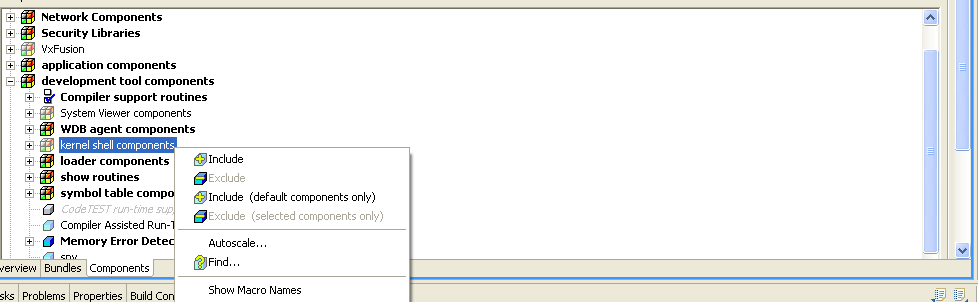 Network Components
Security Libraries
VxFusion
application components
development tool components
Compiler support routines
System Viewer components
WDB agent components
kernel shell components
loader components
show routines
symbol table compo
CodeTEST run-time sup
Compiler Assisted Run-T
Memory Error Detec
spy
Include
Exclude
Include (default components only)
Exclude (selected components only)
Autoscale...
Find...
Show Macro Names
verview Bundles Components
sks Problems Properties Build Con